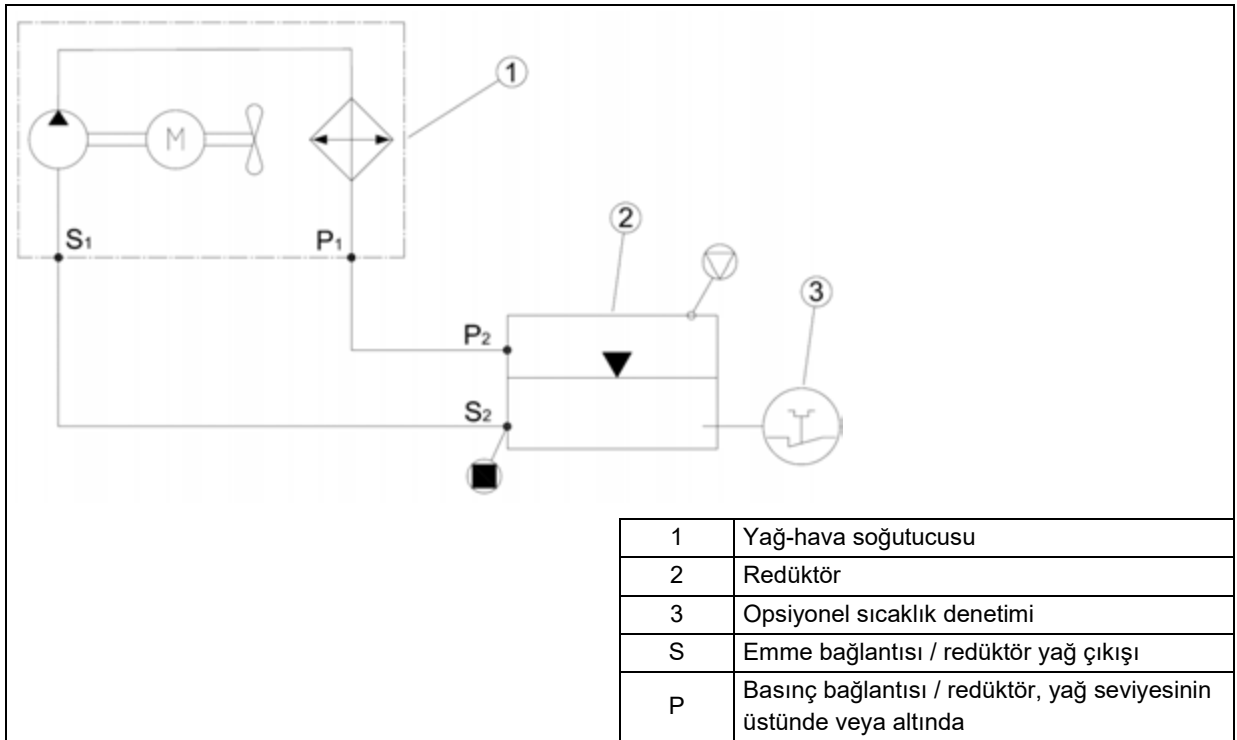 1
M
S1
P1
2
3
P2
S2
1 Yağ-hava soğutucusu
2 Redüktör
3 Opsiyonel sıcaklık denetimi
S Emme bağlantısı / redüktör yağ çıkışı
P Basınç bağlantısı / redüktör, yağ seviyesinin
üstünde veya altında